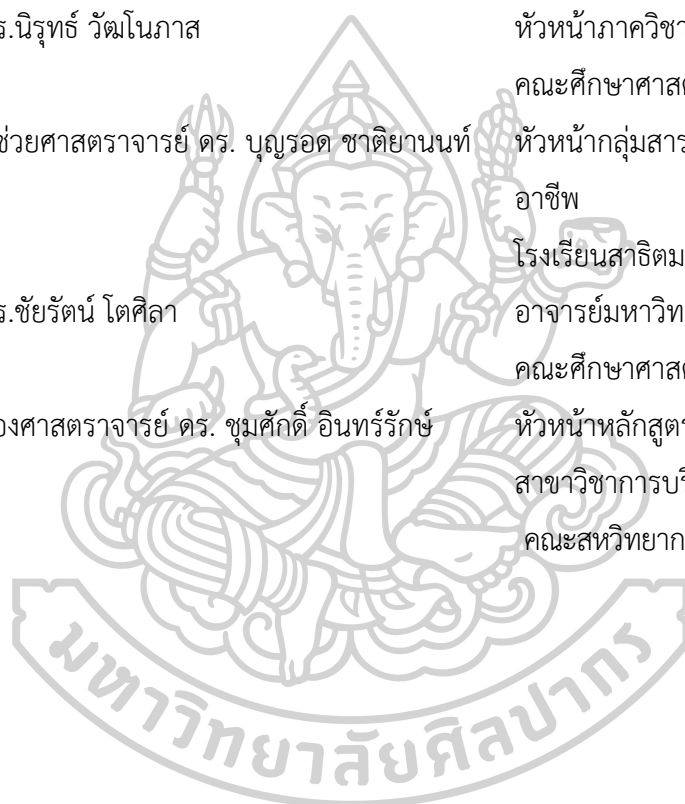 ร.นิรุทธ์ วัฒโนภาส หัวหน้าภาควิชา
คณะศึกษาศาส
ช่วยศาสตราจารย์ ดร. บุญรอด ชาติยานนท์ หัวหน้ากลุ่มสาร
อาชีพ
โรงเรียนสาธิตม
ร.ชัยรัตน์ โตศิลา อาจารย์มหาวิท
คณะศึกษาศาส
องศาสตราจารย์ ดร. ชุมศักดิ์ อินทร์รักษ์ หัวหน้าหลักสูตร
สาขาวิชาการบริ
คณะสหวิทยาก
มหาวิทยาลัยศิลปากร